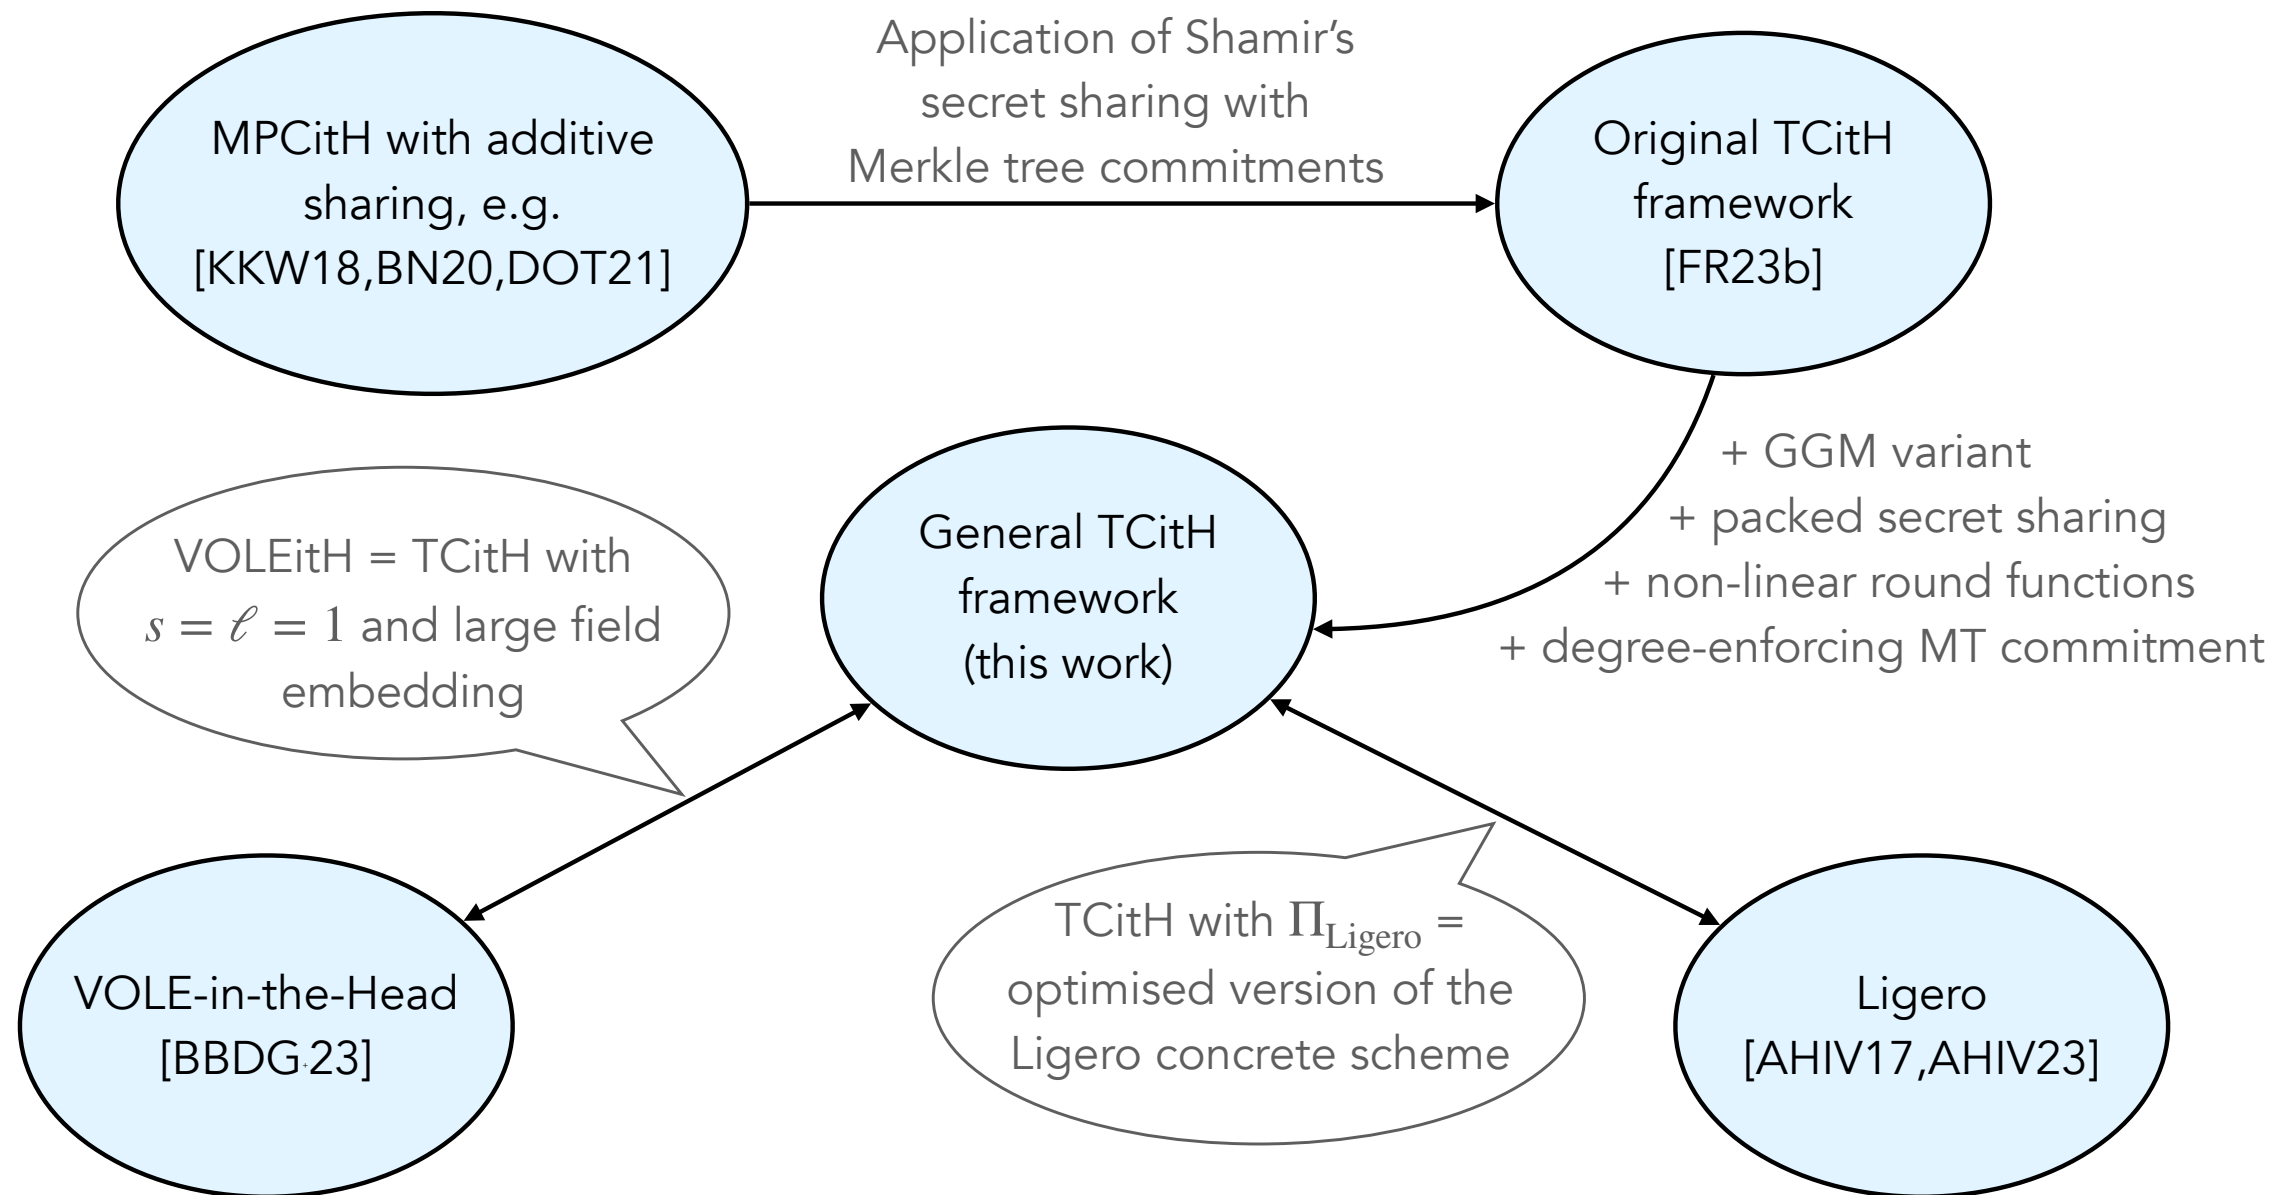 Application of Shamir’s
secret sharing with
Merkle tree commitments
MPCitH with additive
sharing, e.g.
[KKW18,BN20,DOT21]
Original TCitH
framework
[FR23b]
+ GGM variant
+ packed secret sharing
+ non-linear round functions
+ degree-enforcing MT commitment
General TCitH
framework
(this work)
VOLEitH = TCitH with
s = ℓ = 1 and large field
embedding
TCitH with Π_Ligero =
optimised version of the
Ligero concrete scheme
VOLE-in-the-Head
[BBDG+23]
Ligero
[AHIV17,AHIV23]